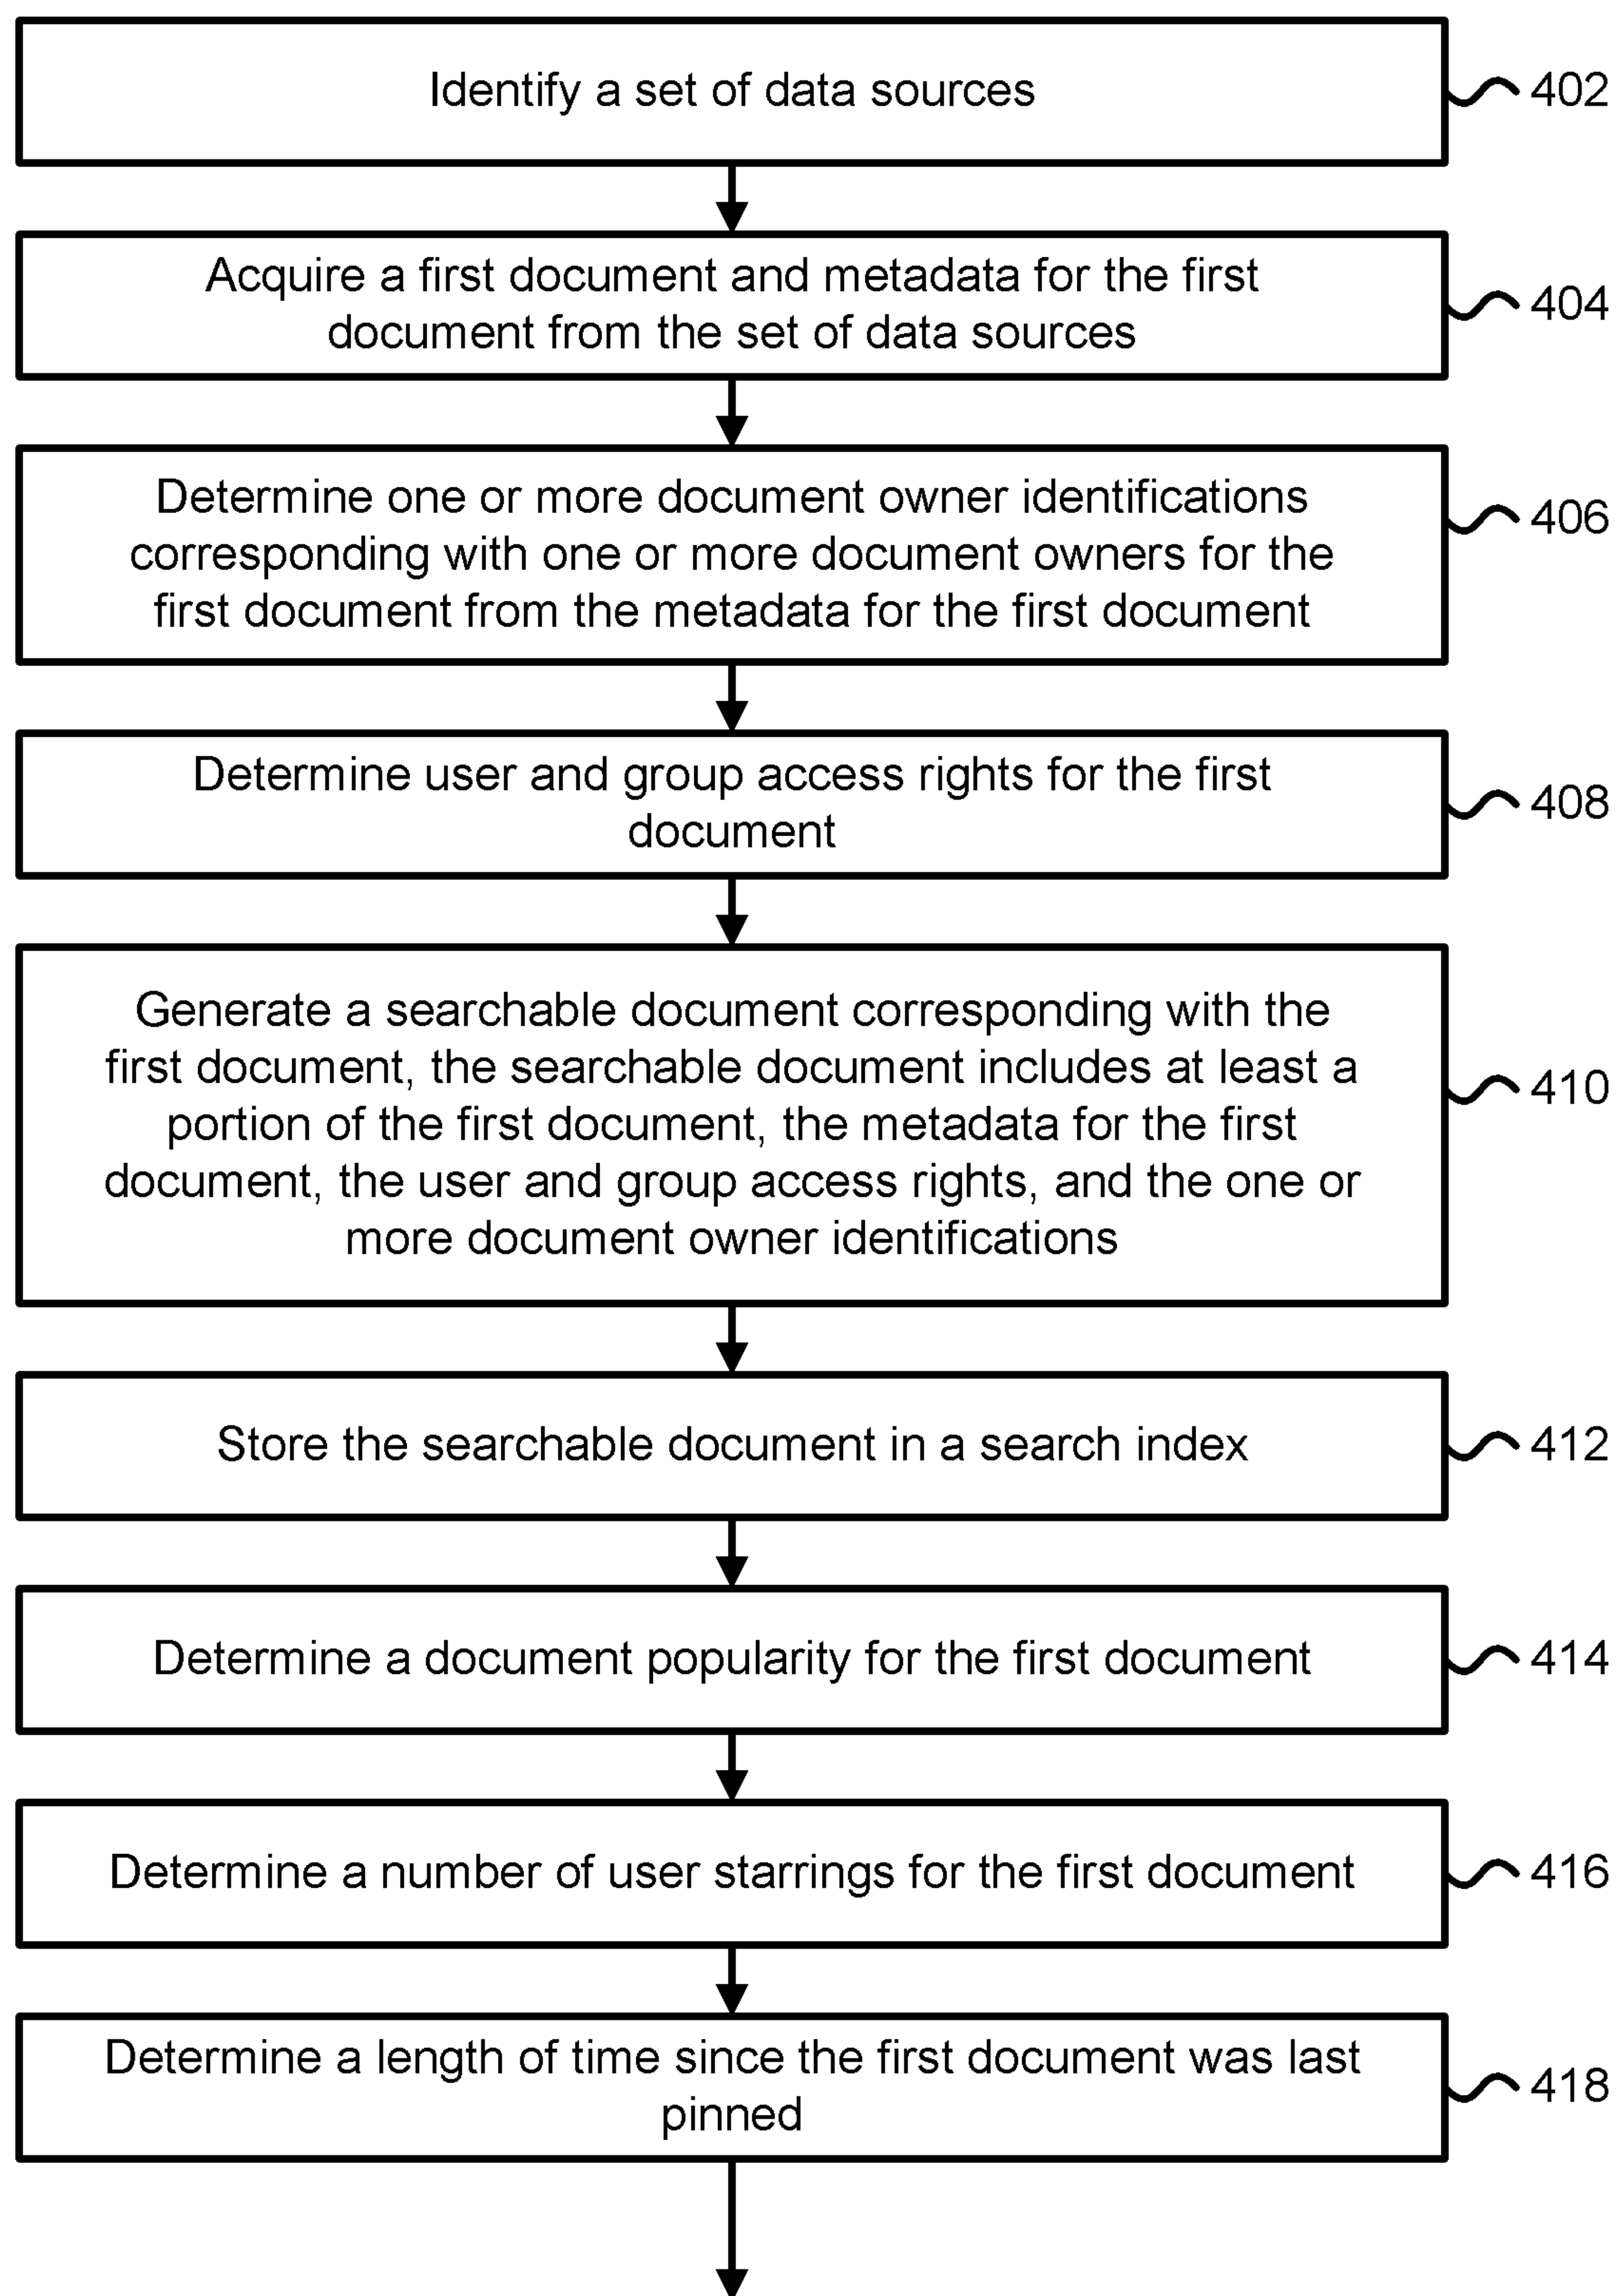 Identify a set of data sources
402
Acquire a first document and metadata for the first
document from the set of data sources
404
Determine one or more document owner identifications
corresponding with one or more document owners for the
first document from the metadata for the first document
406
Determine user and group access rights for the first
document
408
Generate a searchable document corresponding with the
first document, the searchable document includes at least a
portion of the first document, the metadata for the first
document, the user and group access rights, and the one or
more document owner identifications
410
Store the searchable document in a search index
412
Determine a document popularity for the first document
414
Determine a number of user starrings for the first document
416
Determine a length of time since the first document was last
pinned
418